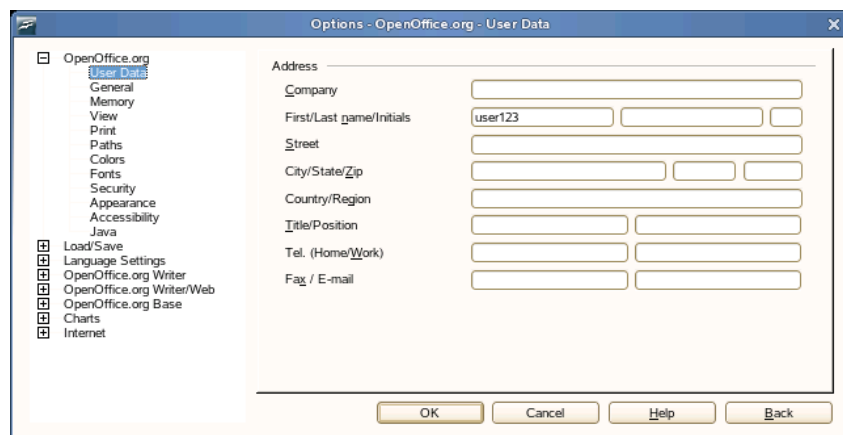 Options - OpenOffice.org - User Data
OpenOffice.org
User Data
General
Memory
View
Print
Paths
Colors
Fonts
Security
Appearance
Accessibility
Java
Load/Save
Language Settings
OpenOffice.org Writer
OpenOffice.org Writer/Web
OpenOffice.org Base
Charts
Internet
Address
Company
First/Last name/Initials user123
Street
City/State/Zip
Country/Region
Title/Position
Tel. (Home/Work)
Fax / E-mail
OK Cancel Help Back